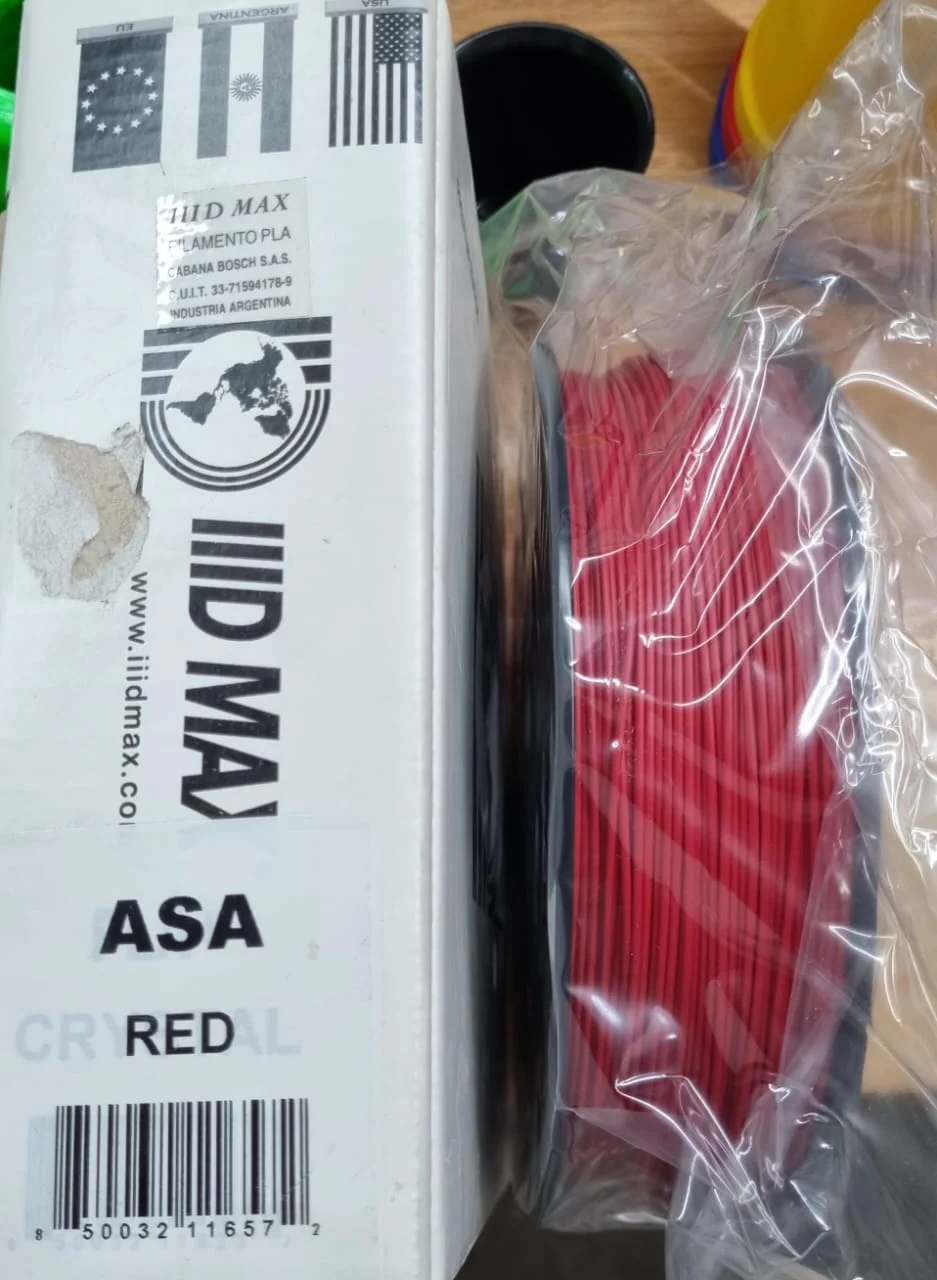 EU
ARGENTINA
USA
IIID MAX
FILAMENTO PLA
CABANA BOSCH S.A.S.
C.U.I.T. 33-71594178-9
INDUSTRIA ARGENTINA
IIID MAX
www.iiidmax.co
ASA
CRYSTAL
RED
8 50032 11657 2